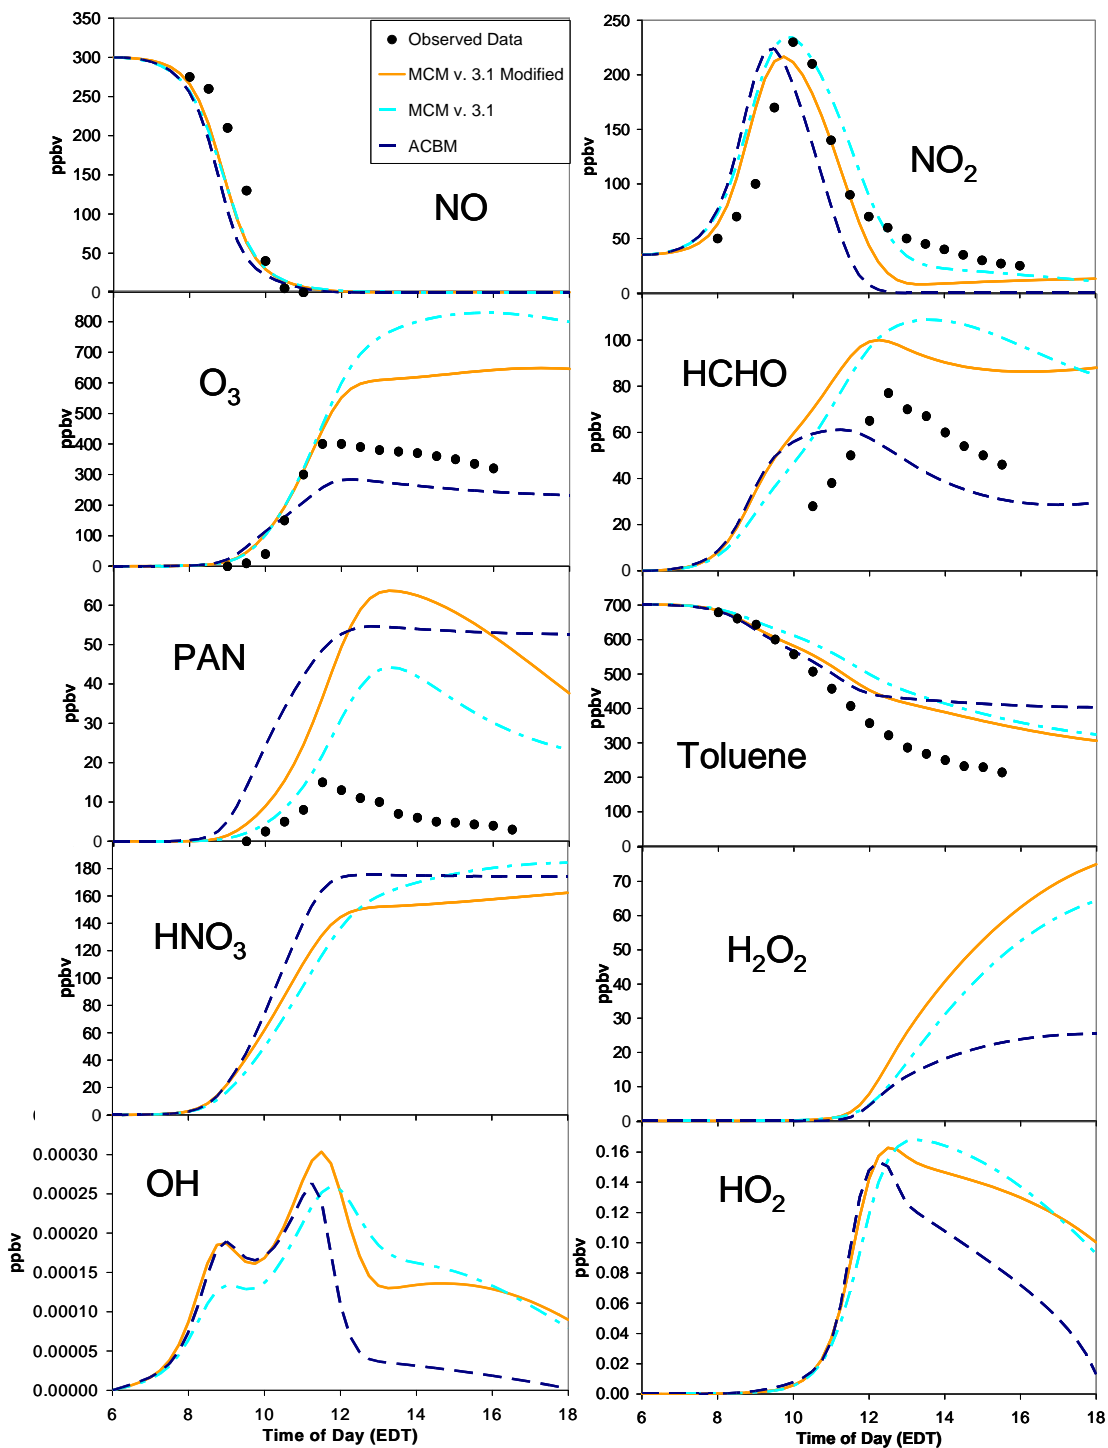 350
300
250
200
150
100
50
0
ppbv
Observed Data
MCM v. 3.1 Modified
MCM v. 3.1
ACBM
NO
250
200
150
100
50
0
ppbv
NO2
800
700
600
500
400
300
200
100
0
ppbv
O3
100
80
60
40
20
0
ppbv
HCHO
60
50
40
30
20
10
0
ppbv
PAN
700
600
500
400
300
200
100
0
ppbv
Toluene
180
160
140
120
100
80
60
40
20
0
ppbv
HNO3
70
60
50
40
30
20
10
0
ppbv
H2O2
0.00030
0.00025
0.00020
0.00015
0.00010
0.00005
0.00000
ppbv
OH
6 8 10 12 14 16 18
Time of Day (EDT)
0.16
0.14
0.12
0.10
0.08
0.06
0.04
0.02
0.00
ppbv
HO2
6 8 10 12 14 16 18
Time of Day (EDT)